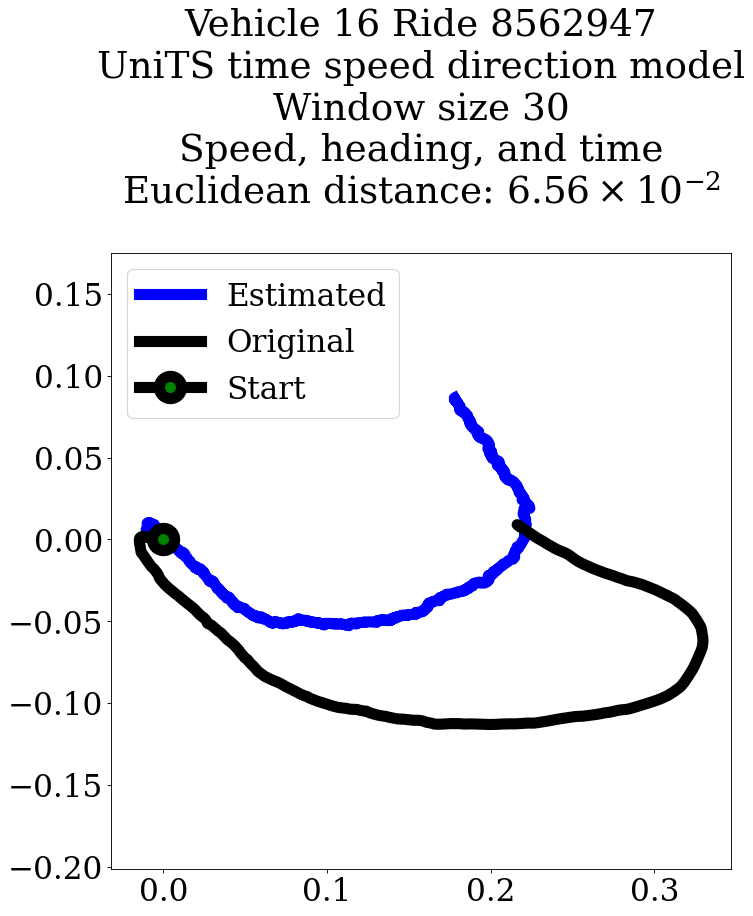 Vehicle 16 Ride 8562947
UniTS time speed direction model
Window size 30
Speed, heading, and time
Euclidean distance: 6.56 × 10⁻²
Estimated
Original
Start
0.15
0.10
0.05
0.00
−0.05
−0.10
−0.15
−0.20
0.0 0.1 0.2 0.3